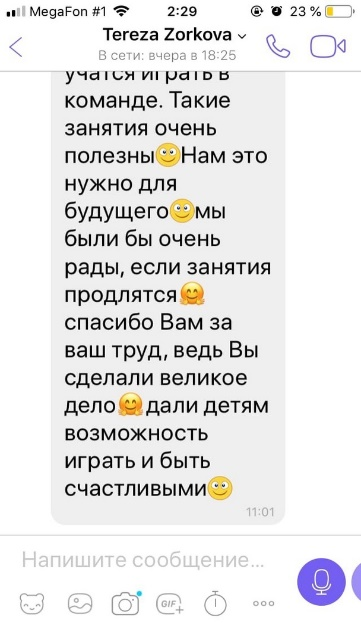 MegaFon #1 2:29 23 %
Tereza Zorkova
В сети: вчера в 18:25
учатся играть в
команде. Такие
занятия очень
полезны🙂Нам это
нужно для
будущего🙂мы
были бы очень
рады, если занятия
продлятся🤗
спасибо Вам за
ваш труд, ведь Вы
сделали великое
дело🤗дали детям
возможность
играть и быть
счастливыми🙂
11:01
Напишите сообщение...
GIF+